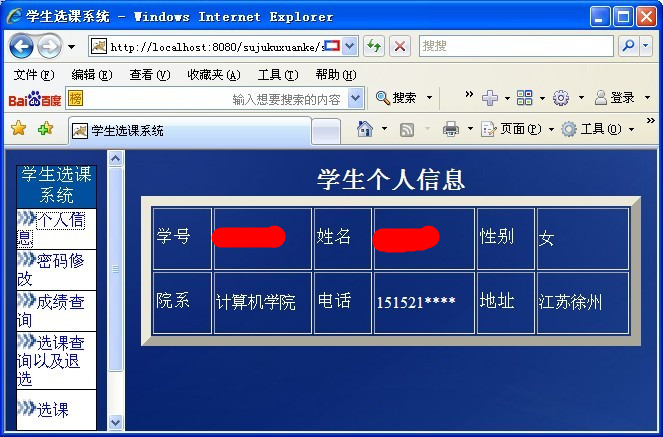 学生选课系统 - Windows Internet Explorer
http://localhost:8080/sujukuxuanke/s
搜搜
文件(F) 编辑(E) 查看(V) 收藏夹(A) 工具(T) 帮助(H)
Bai百度 榜 输入想要搜索的内容 搜索 » 登录
学生选课系统 页面(P) 工具(O) »
学生选课
系统
个人信
息
密码修
改
成绩查
询
选课查
询以及退
选
选课
学生个人信息
学号 姓名 性别 女
院系 计算机学院 电话 151521**** 地址 江苏徐州